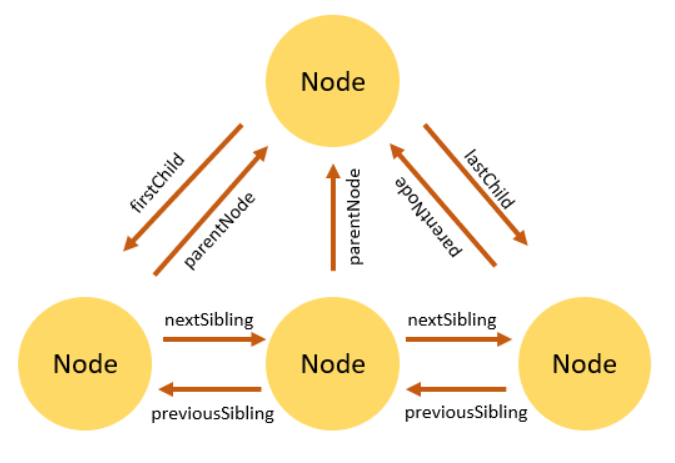 Node
firstChild
parentNode
parentNode
parentNode
lastChild
nextSibling
nextSibling
Node
Node
Node
previousSibling
previousSibling